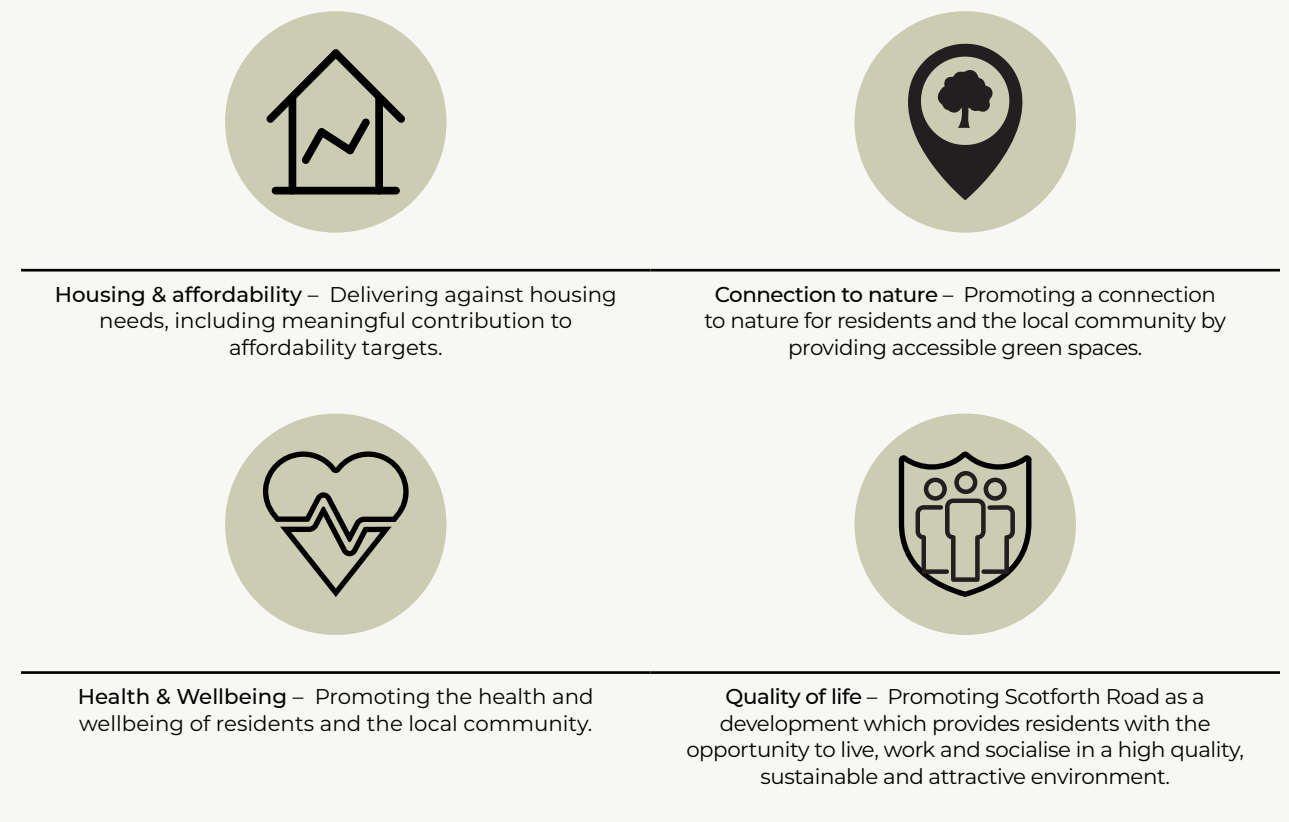 Housing & affordability – Delivering against housing
needs, including meaningful contribution to
affordability targets.
Connection to nature – Promoting a connection
to nature for residents and the local community by
providing accessible green spaces.
Health & Wellbeing – Promoting the health and
wellbeing of residents and the local community.
Quality of life – Promoting Scotforth Road as a
development which provides residents with the
opportunity to live, work and socialise in a high quality,
sustainable and attractive environment.